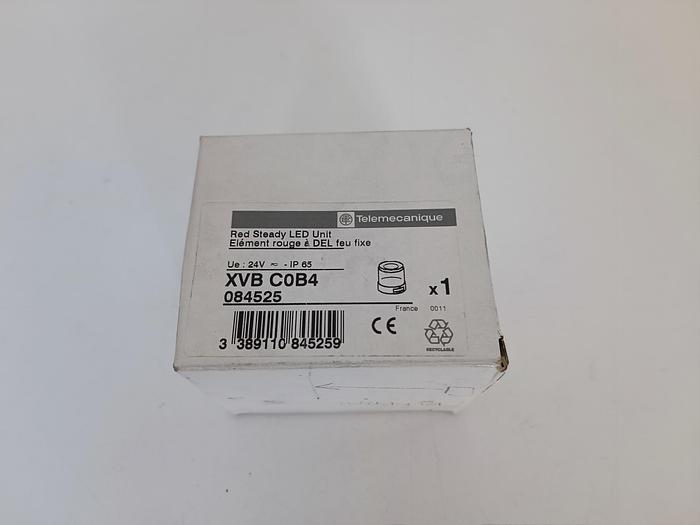 Telemecanique
Red Steady LED Unit
Elément rouge à DEL feu fixe
Ue : 24V ≂ - IP 65
XVB C0B4
084525
x 1
France 0011
3 389110 845259
CE
RECYCLABLE